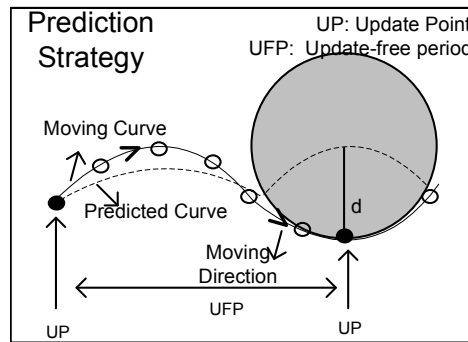 Prediction
Strategy
UP: Update Point
UFP: Update-free period
Moving Curve
Predicted Curve
d
Moving
Direction
UFP
UP
UP